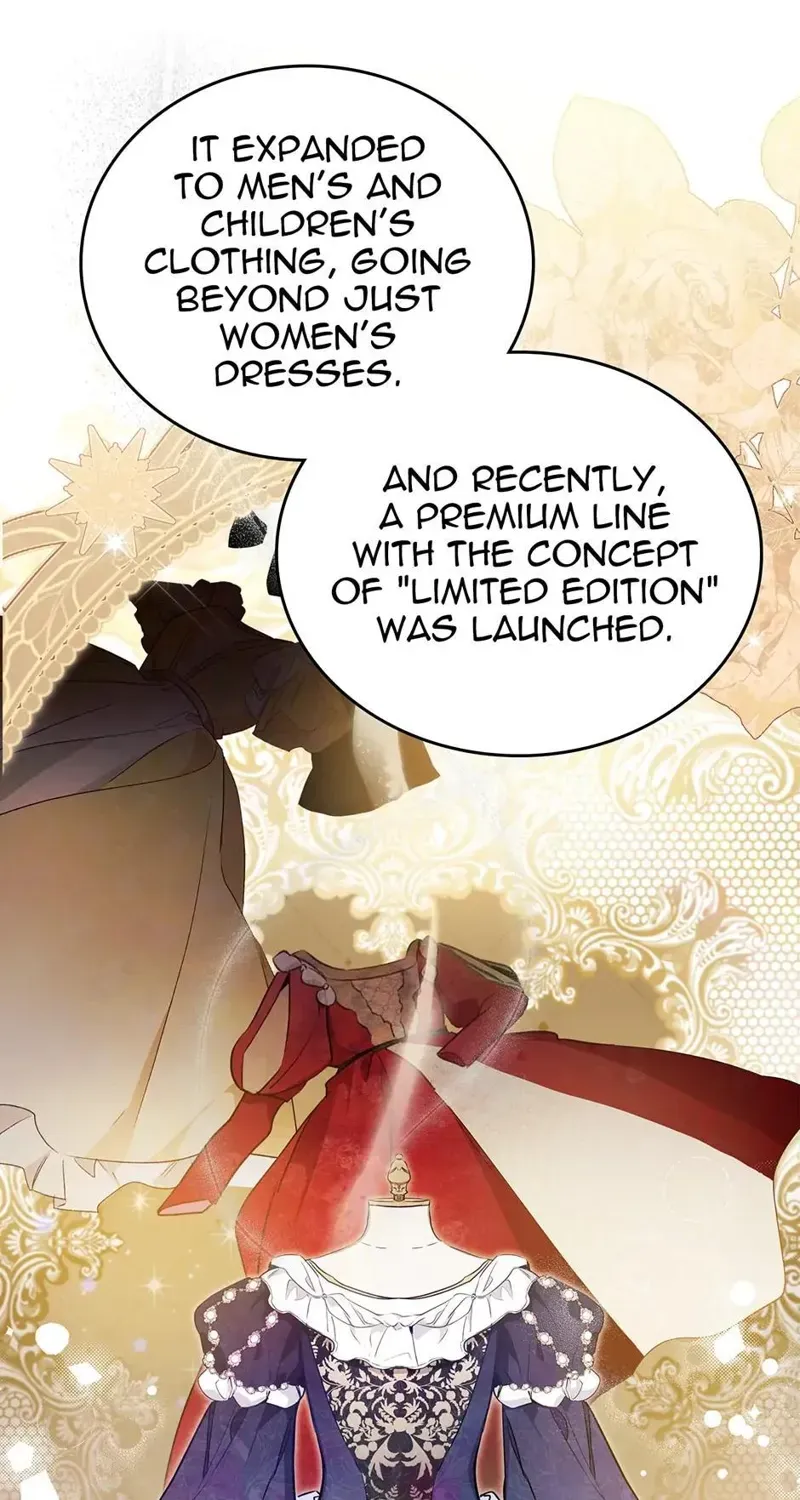 IT EXPANDED
TO MEN'S AND
CHILDREN'S
CLOTHING, GOING
BEYOND JUST
WOMEN'S
DRESSES.
AND RECENTLY,
A PREMIUM LINE
WITH THE CONCEPT
OF "LIMITED EDITION"
WAS LAUNCHED.